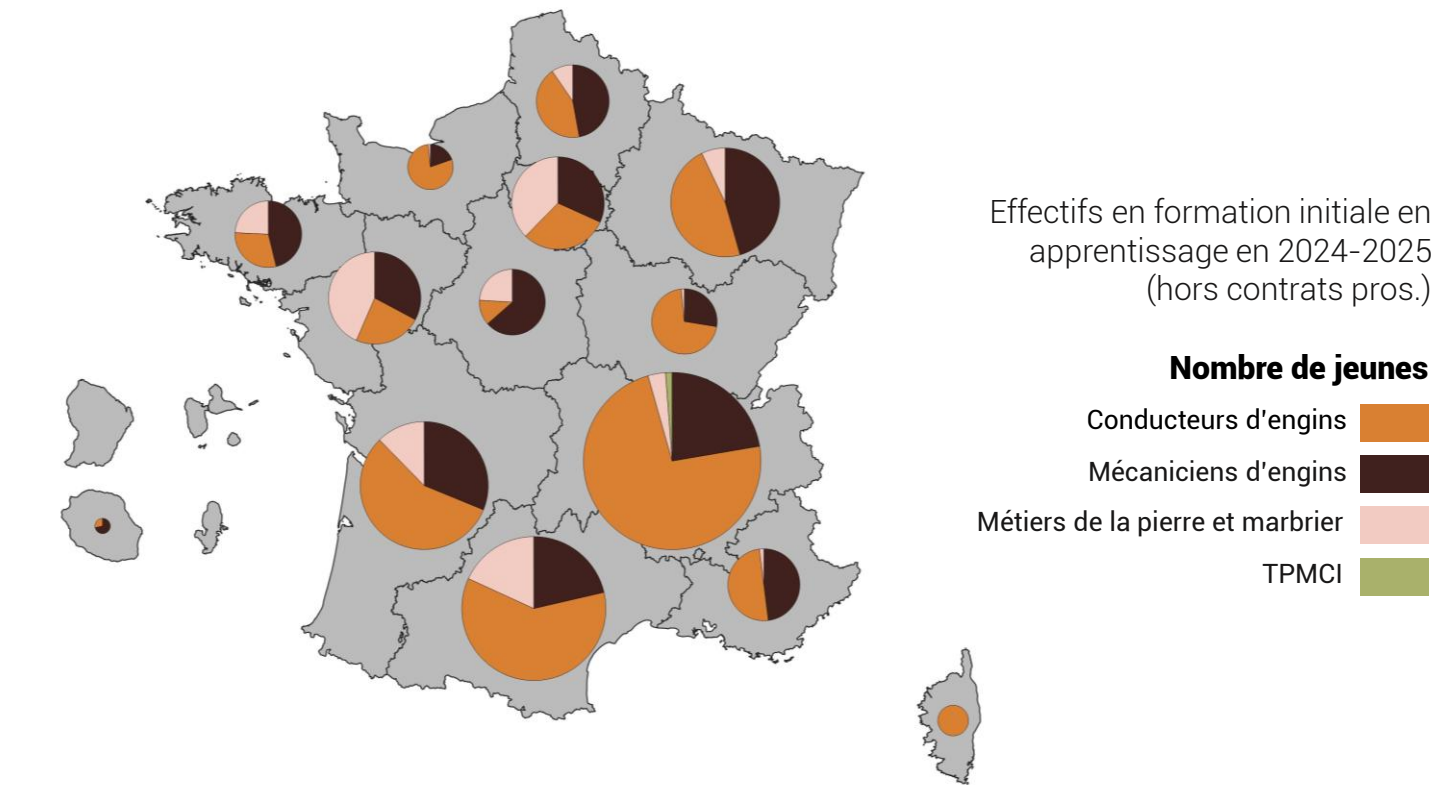 Effectifs en formation initiale en
apprentissage en 2024-2025
(hors contrats pros.)
Nombre de jeunes
Conducteurs d'engins
Mécaniciens d'engins
Métiers de la pierre et marbrier
TPMCI